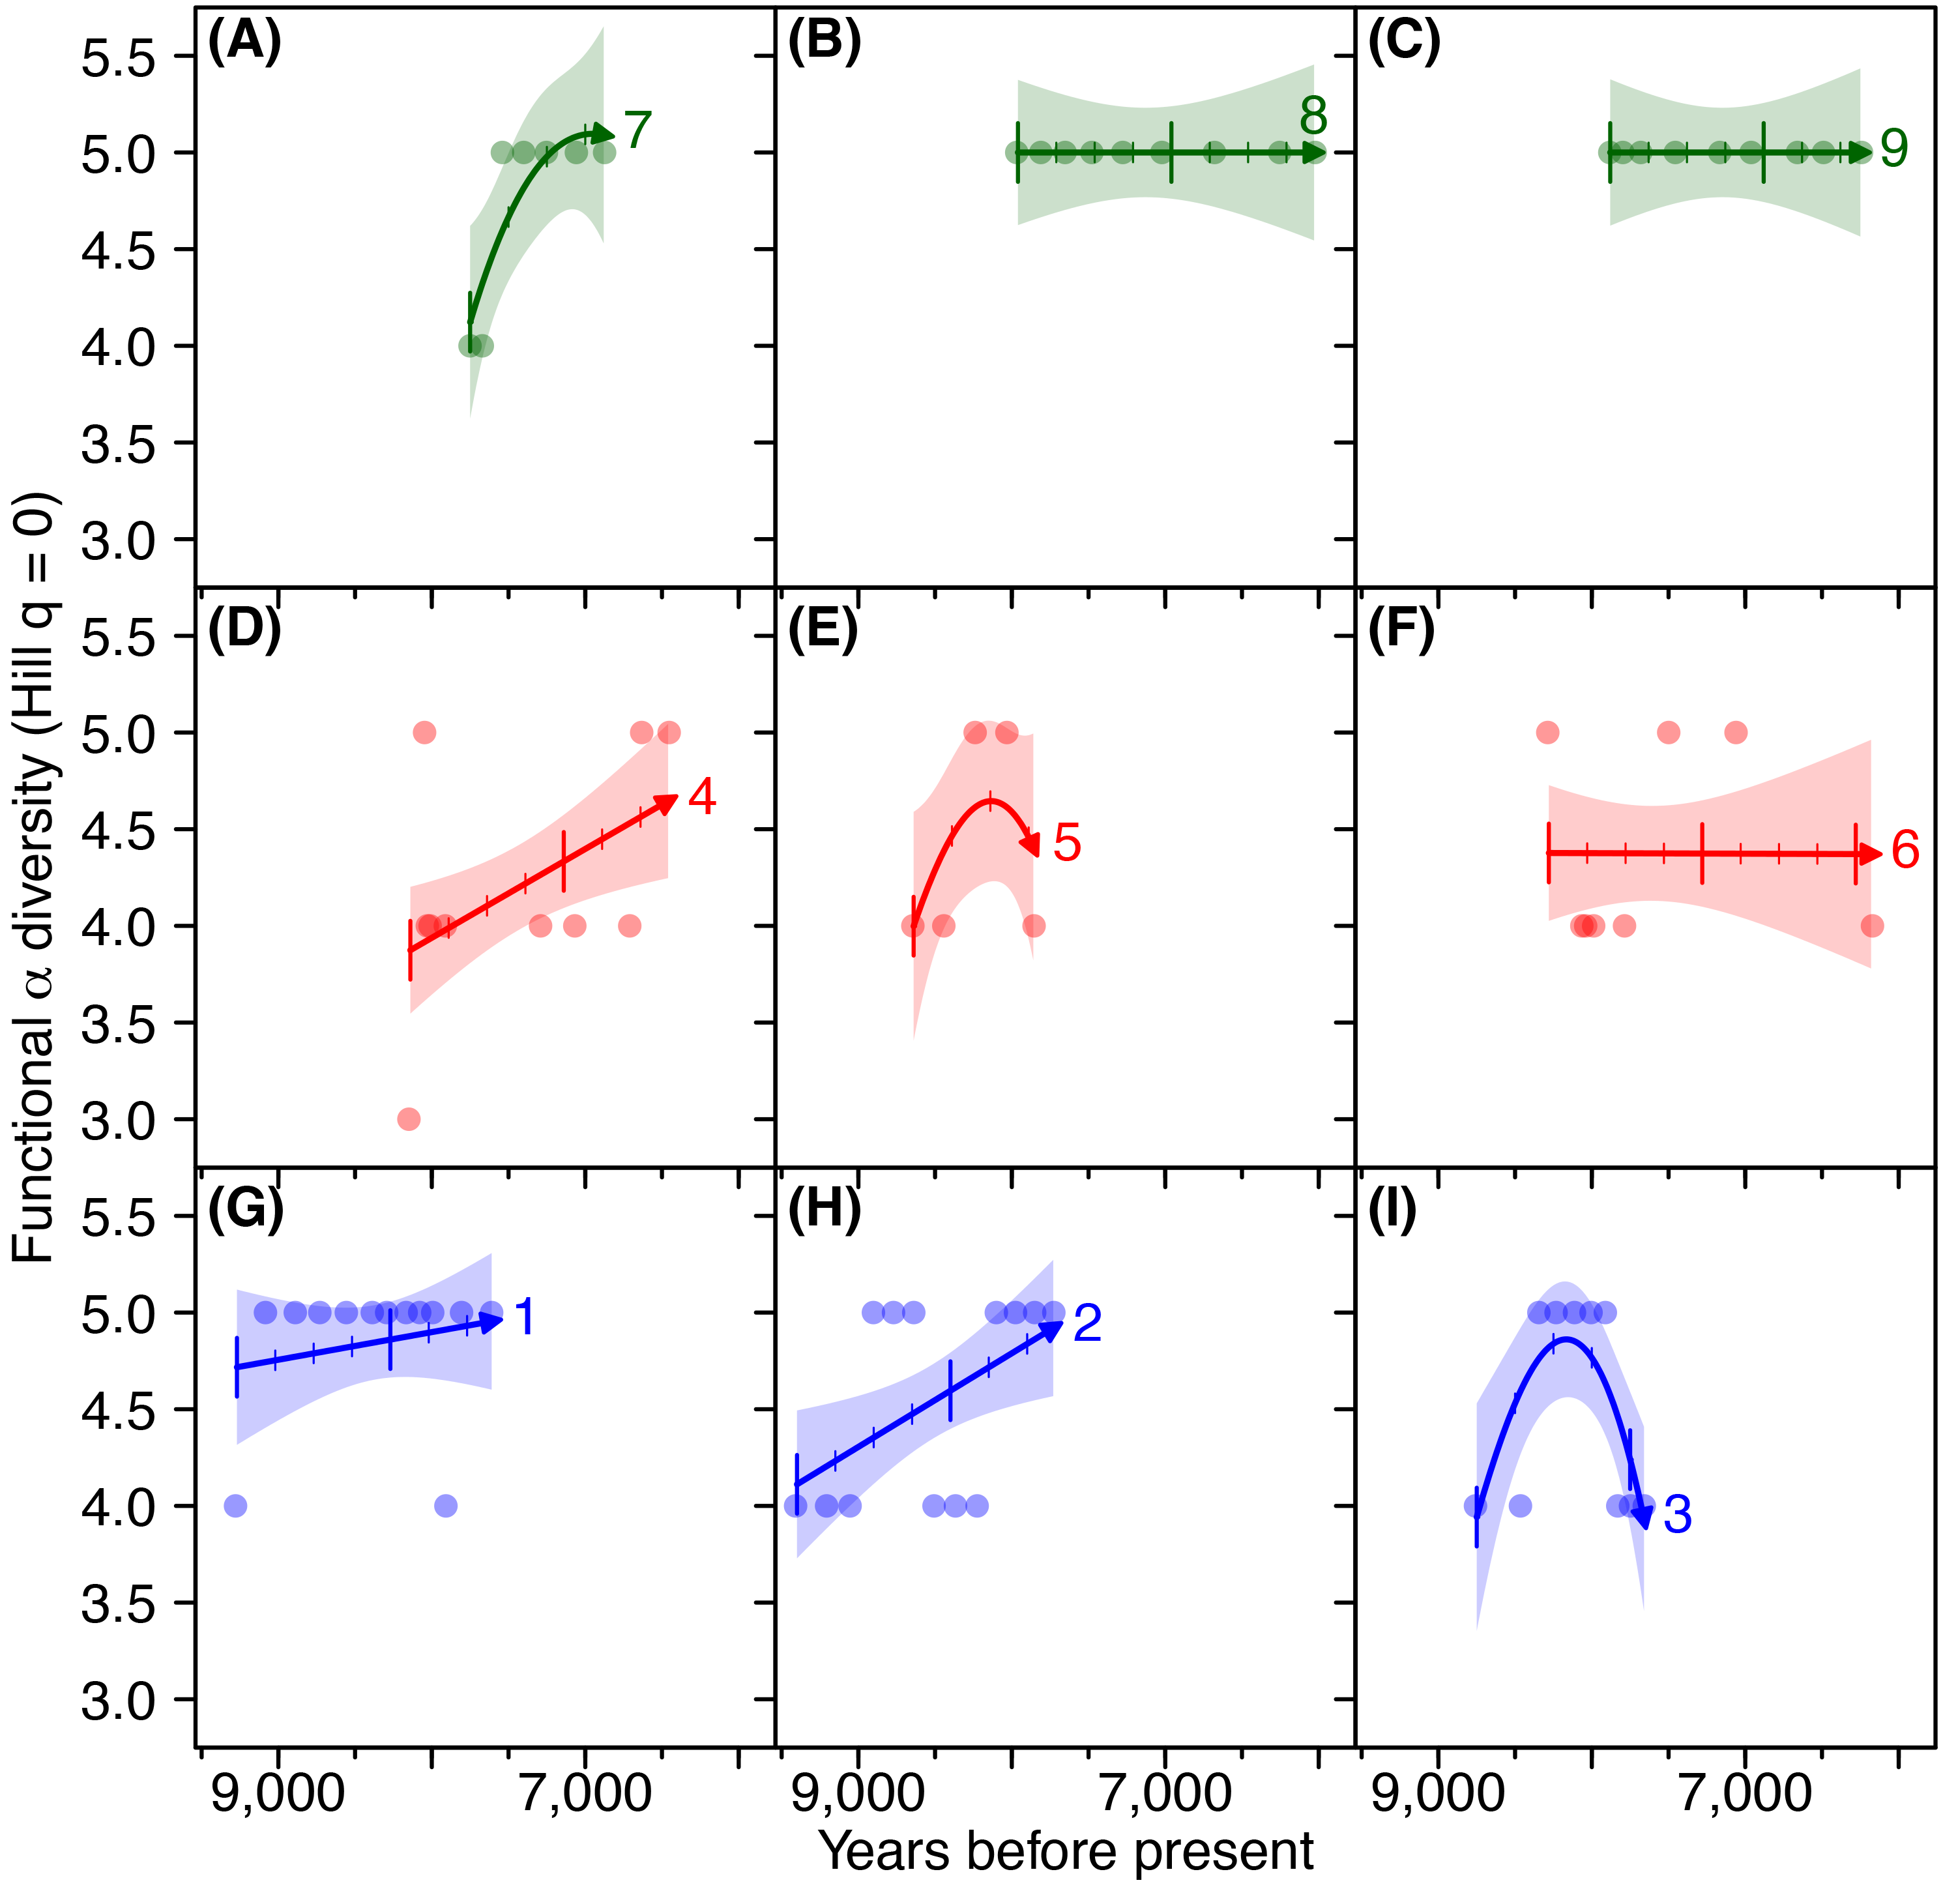 Functional α diversity (Hill q = 0)
(A)
(B)
(C)
5.5
5.0
4.5
4.0
3.5
3.0
7
8
9
(D)
(E)
(F)
5.5
5.0
4.5
4.0
3.5
3.0
4
5
6
(G)
(H)
(I)
5.5
5.0
4.5
4.0
3.5
3.0
1
2
3
9,000 7,000 9,000 7,000 9,000 7,000
Years before present